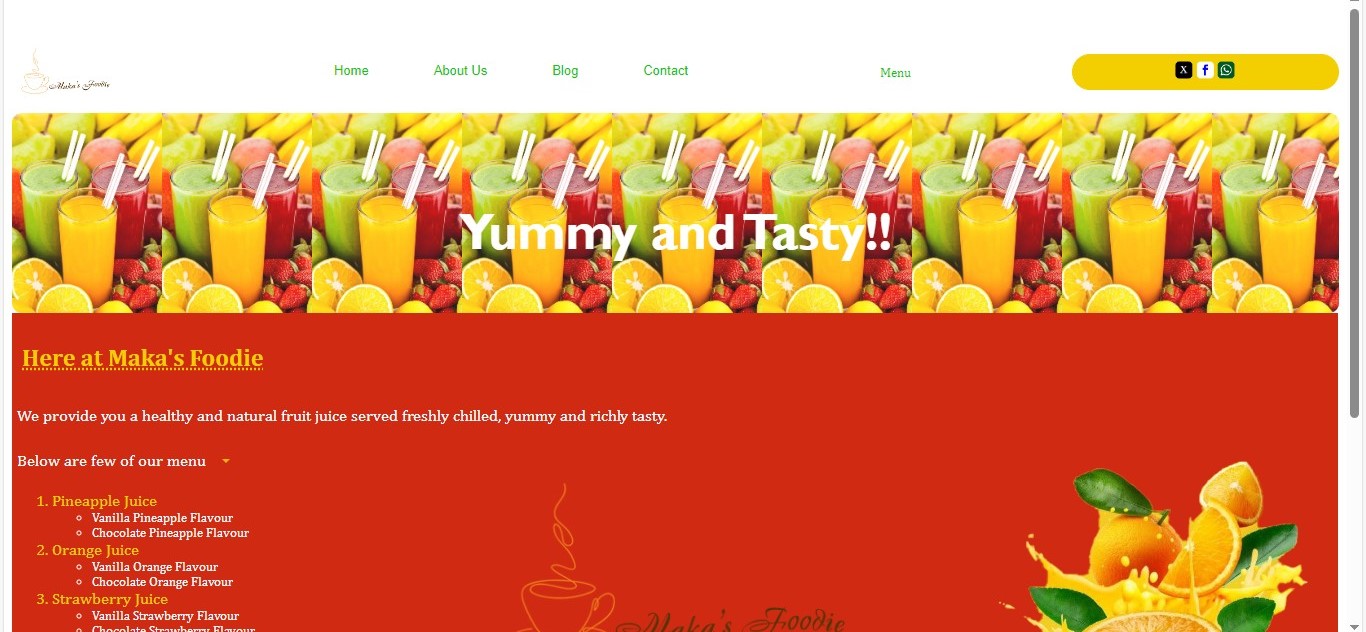 Maka's Foodie
Home About Us Blog Contact Menu X f
Yummy and Tasty!!
Here at Maka's Foodie
We provide you a healthy and natural fruit juice served freshly chilled, yummy and richly tasty.
Below are few of our menu
1. Pineapple Juice
Vanilla Pineapple Flavour
Chocolate Pineapple Flavour
2. Orange Juice
Vanilla Orange Flavour
Chocolate Orange Flavour
3. Strawberry Juice
Vanilla Strawberry Flavour
Chocolate Strawberry Flavour
Maka's Foodie